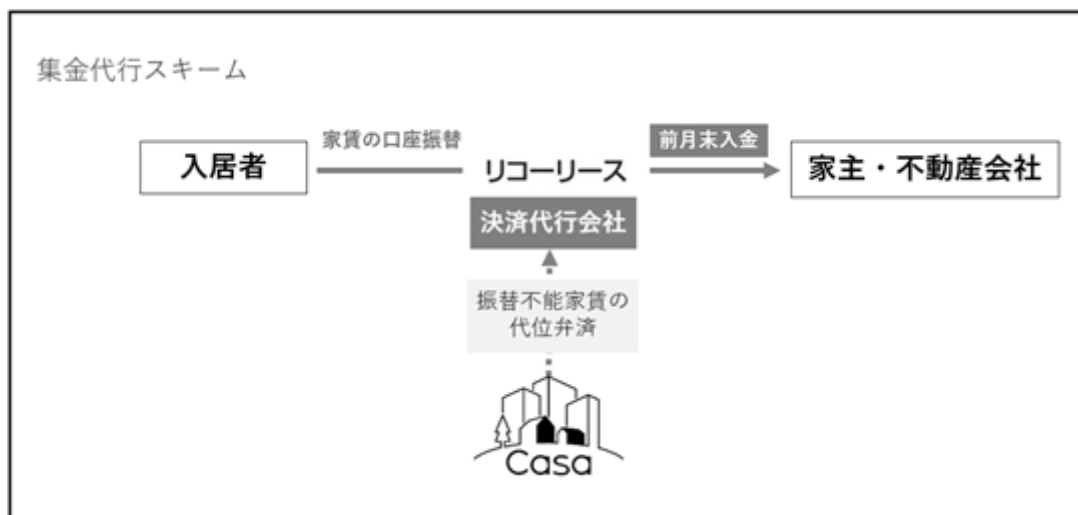 集金代行スキーム
家賃の口座振替
前月末入金
入居者
リコーリース
家主・不動産会社
決済代行会社
振替不能家賃の
代位弁済
Casa